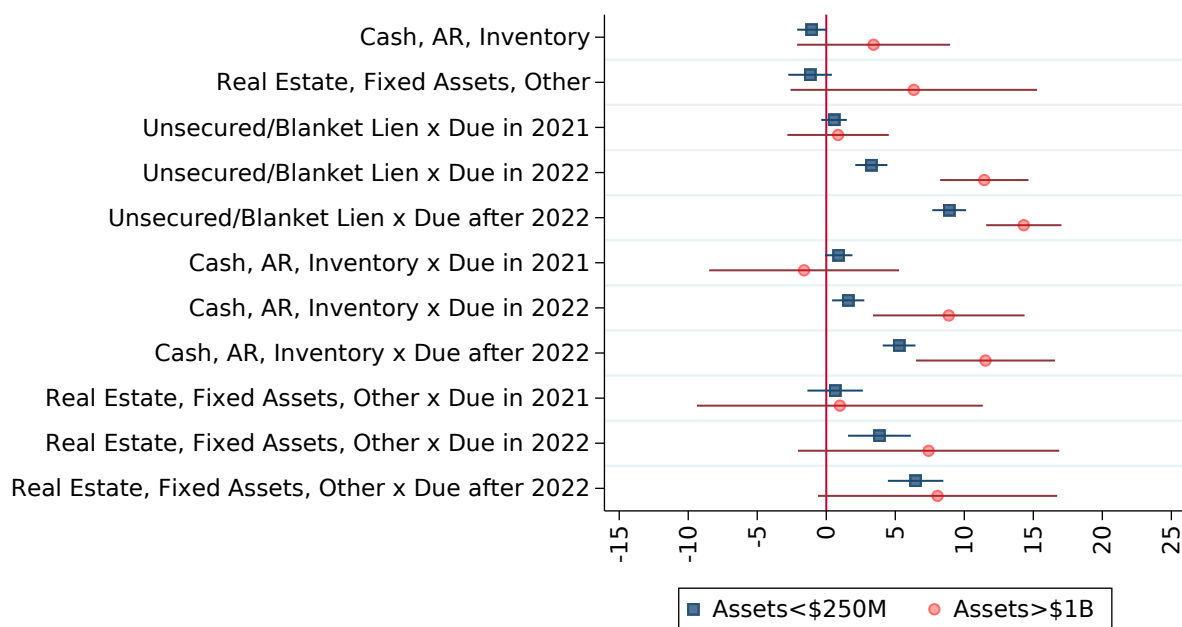 Cash, AR, Inventory
Real Estate, Fixed Assets, Other
Unsecured/Blanket Lien x Due in 2021
Unsecured/Blanket Lien x Due in 2022
Unsecured/Blanket Lien x Due after 2022
Cash, AR, Inventory x Due in 2021
Cash, AR, Inventory x Due in 2022
Cash, AR, Inventory x Due after 2022
Real Estate, Fixed Assets, Other x Due in 2021
Real Estate, Fixed Assets, Other x Due in 2022
Real Estate, Fixed Assets, Other x Due after 2022
-15 -10 -5 0 5 10 15 20 25
Assets<$250M Assets>$1B